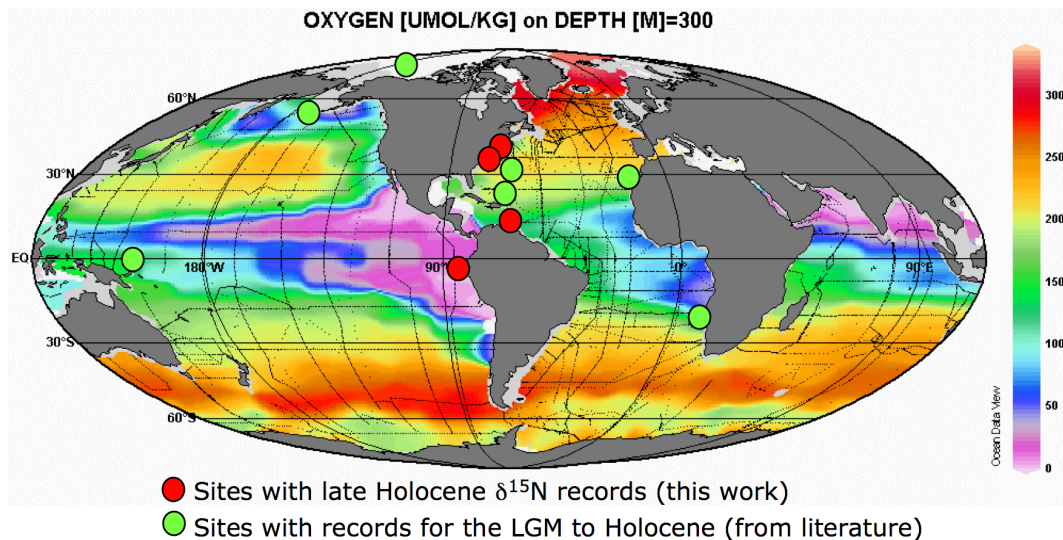 OXYGEN [UMOL/KG] on DEPTH [M]=300
60°N
30°N
EQ
180°W
90°
0°
90°E
30°S
60°S
300
250
200
150
100
50
0
Ocean Data View
Sites with late Holocene δ¹⁵N records (this work)
Sites with records for the LGM to Holocene (from literature)